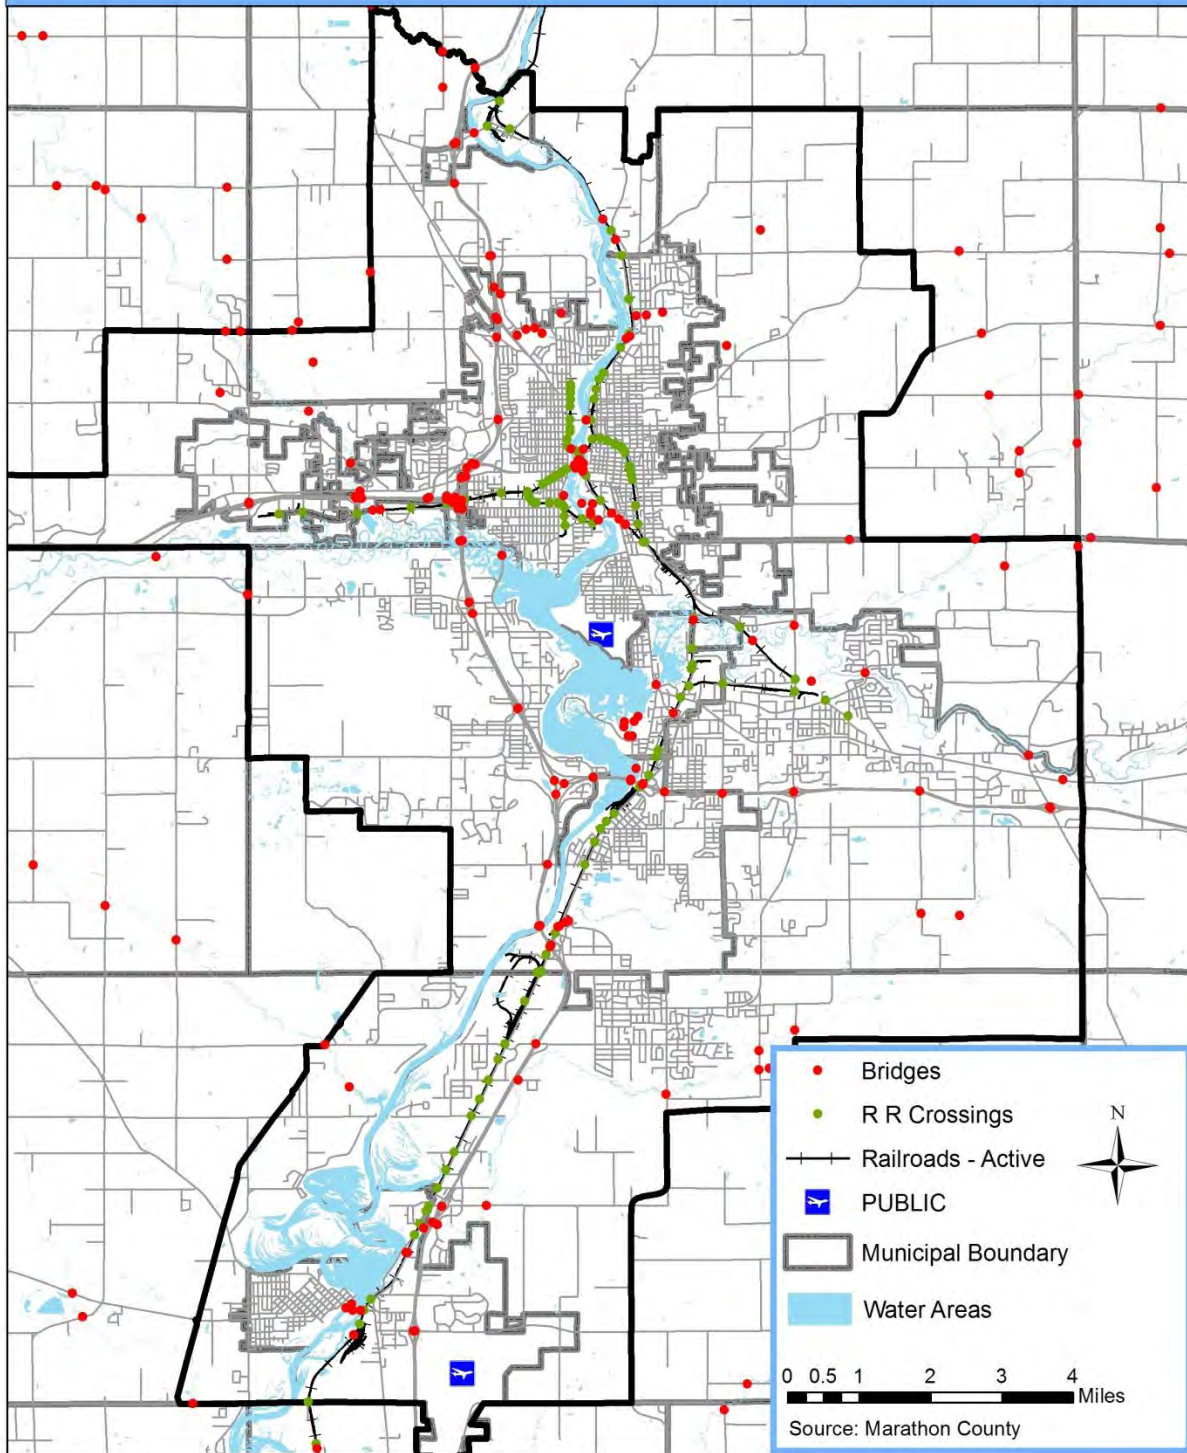 Bridges
R R Crossings
N
Railroads - Active
PUBLIC
Municipal Boundary
Water Areas
0 0.5 1 2 3 4
Miles
Source: Marathon County